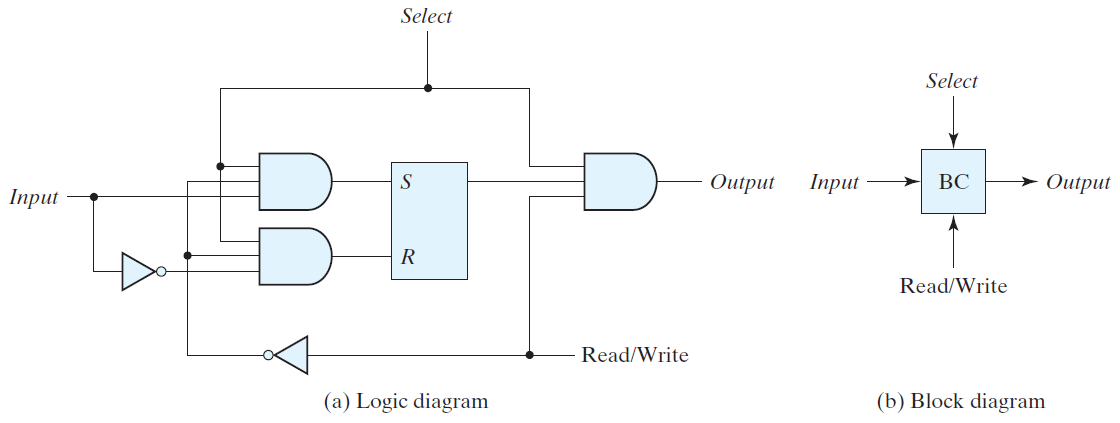 Select
Input
S
R
Output
Read/Write
(a) Logic diagram
Select
Input
BC
Output
Read/Write
(b) Block diagram